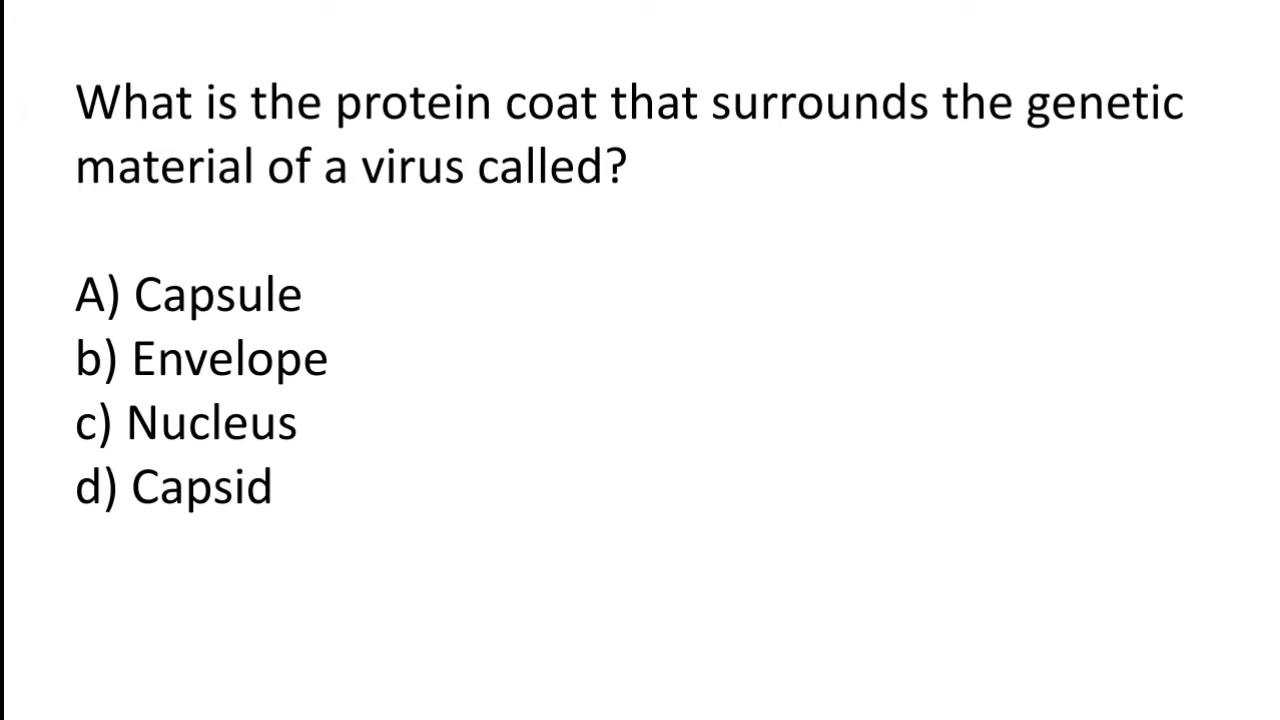 What is the protein coat that surrounds the genetic
material of a virus called?
A) Capsule
b) Envelope
c) Nucleus
d) Capsid